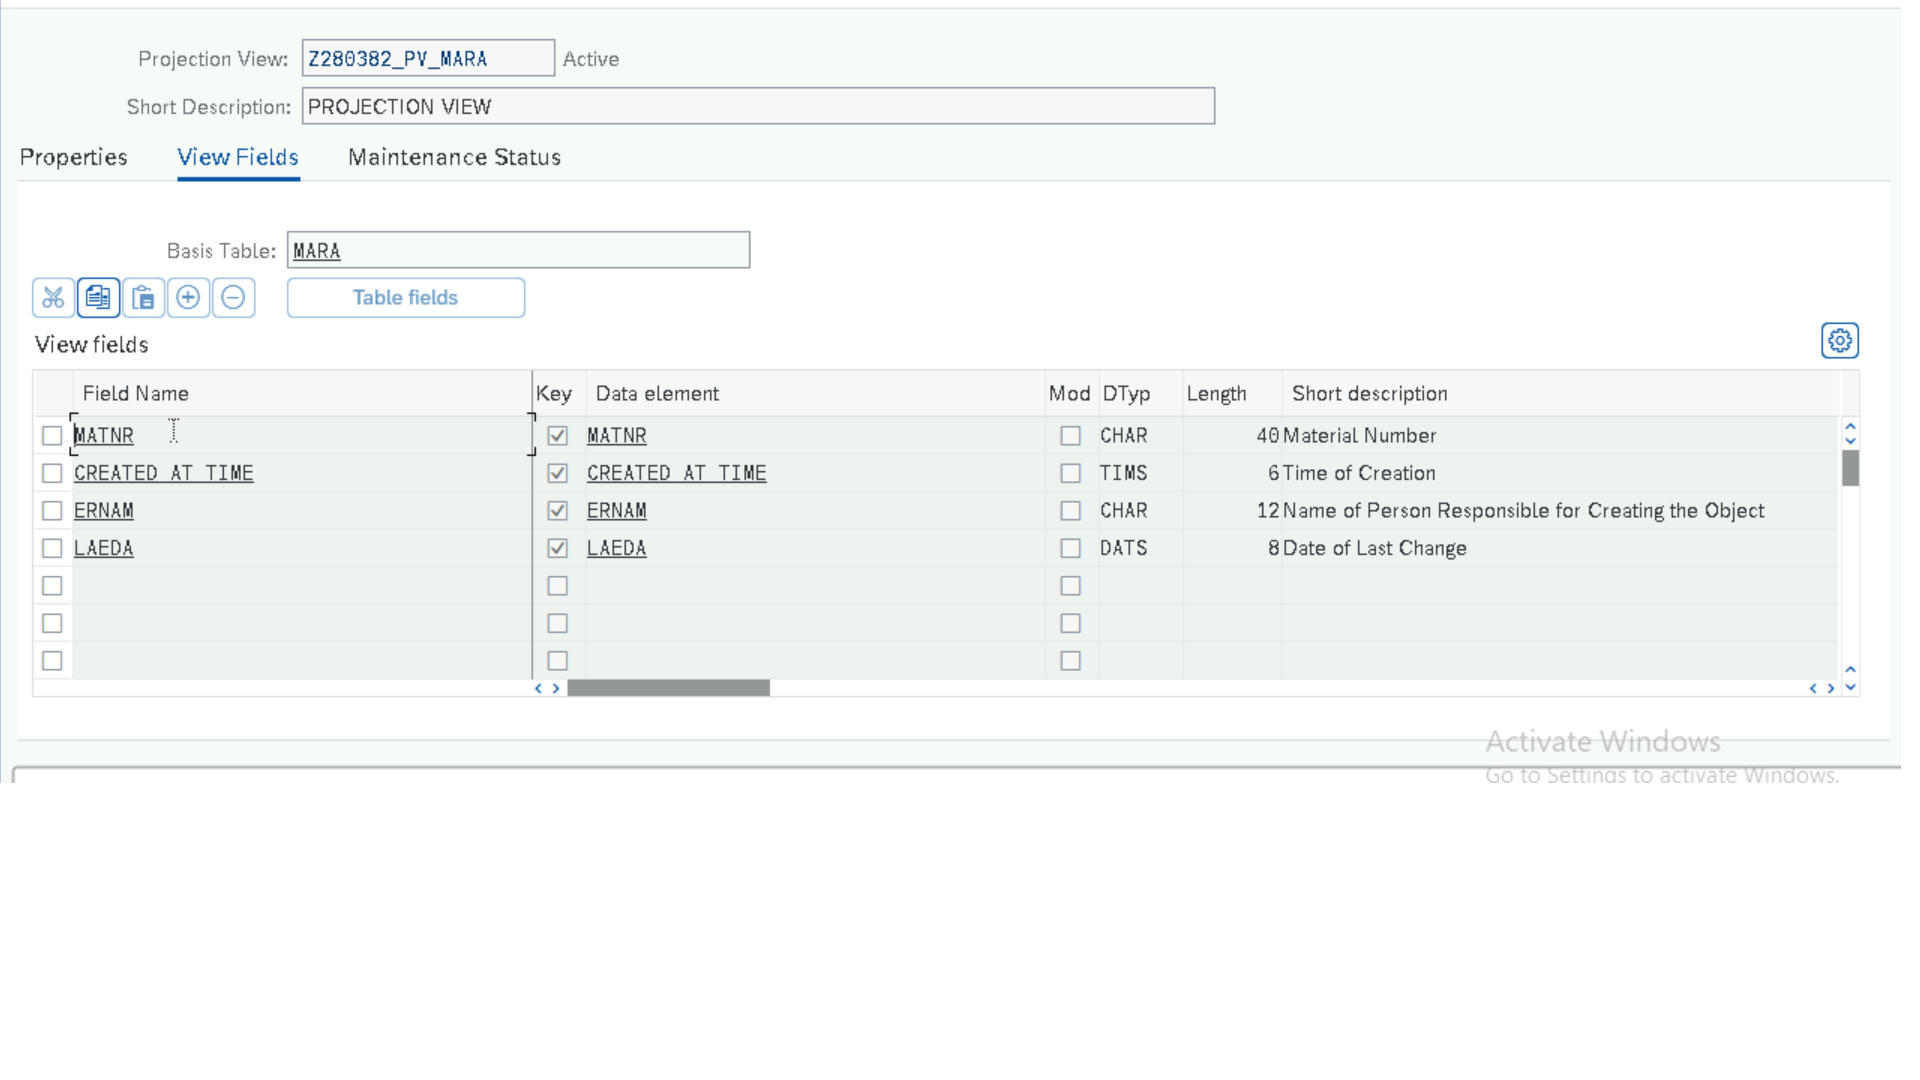 Projection View: Z280382_PV_MARA Active
Short Description: PROJECTION VIEW
Properties View Fields Maintenance Status
Basis Table: MARA
Table fields
View fields
Field Name Key Data element Mod DTyp Length Short description
MATNR MATNR CHAR 40 Material Number
CREATED_AT_TIME CREATED_AT_TIME TIMS 6 Time of Creation
ERNAM ERNAM CHAR 12 Name of Person Responsible for Creating the Object
LAEDA LAEDA DATS 8 Date of Last Change
Activate Windows
Go to Settings to activate Windows.